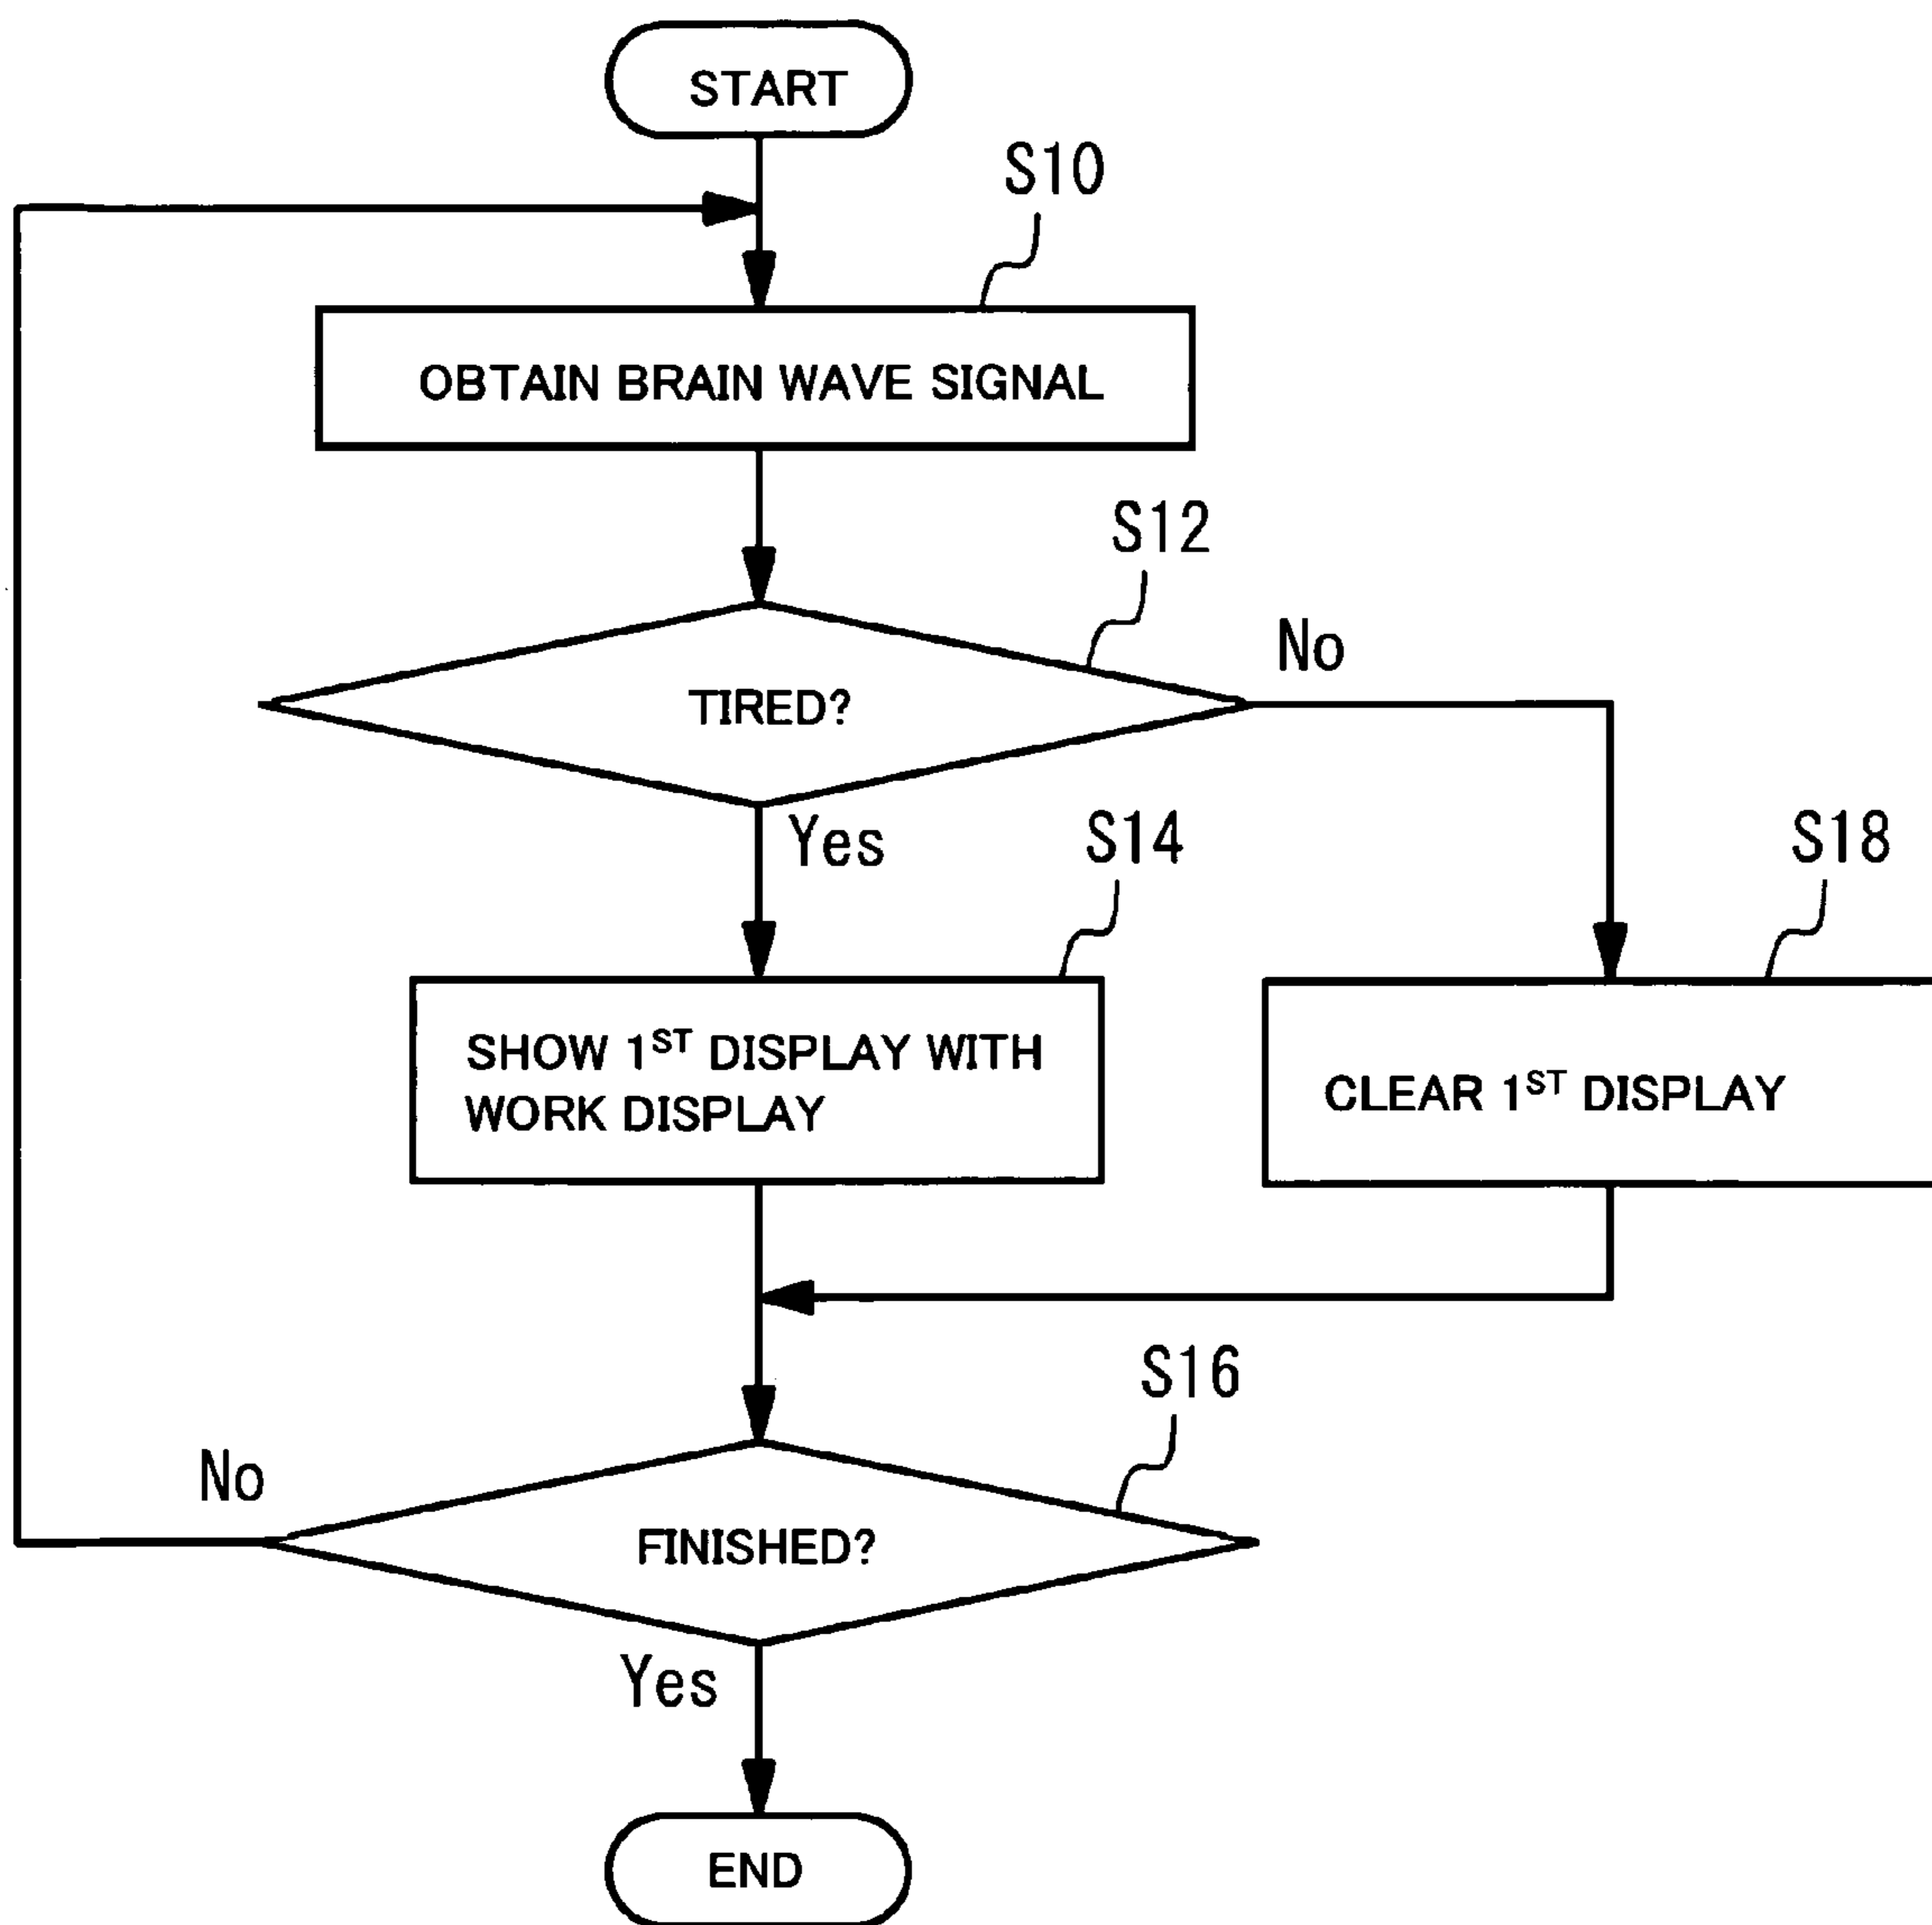 START
S10
OBTAIN BRAIN WAVE SIGNAL
S12
No
TIRED?
Yes
S14
S18
SHOW 1ST DISPLAY WITH
WORK DISPLAY
CLEAR 1ST DISPLAY
S16
No
FINISHED?
Yes
END